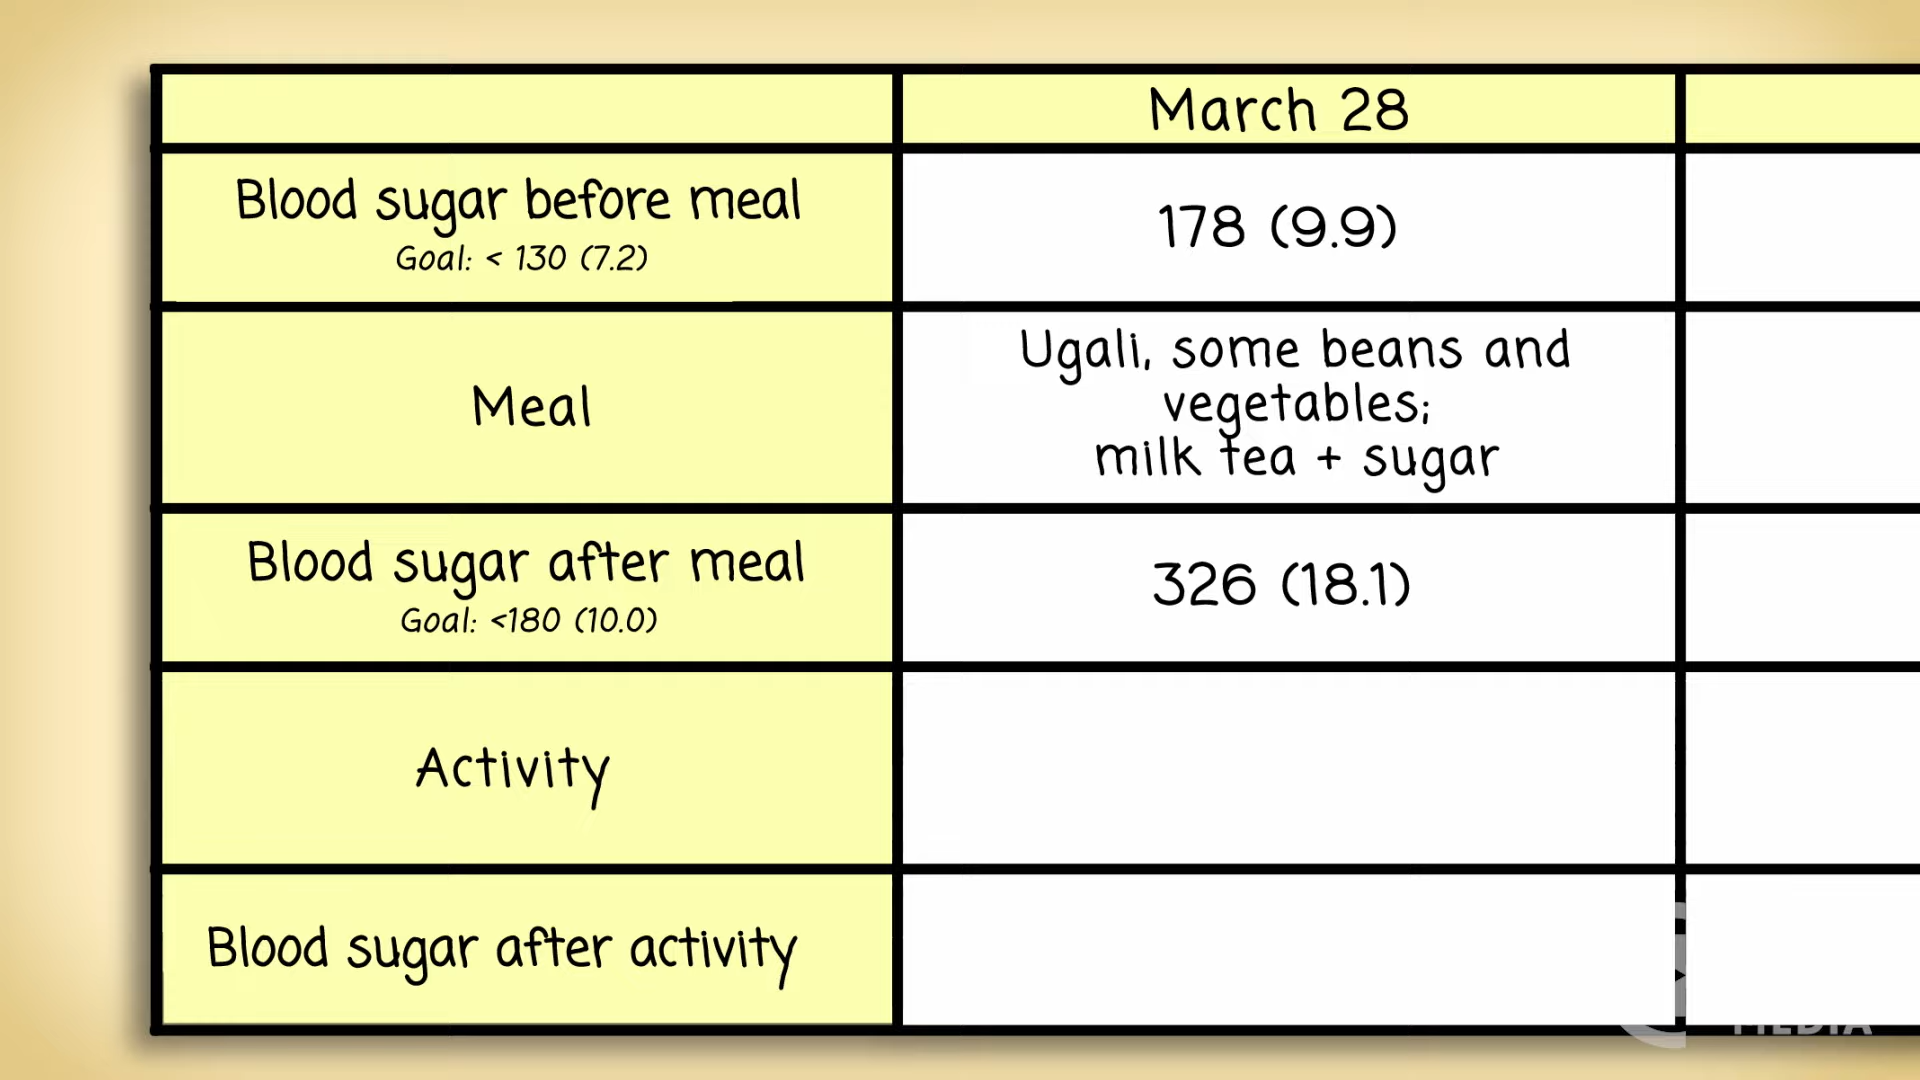 March 28
Blood sugar before meal
Goal: < 130 (7.2)
178 (9.9)
Meal
Ugali, some beans and
vegetables;
milk tea + sugar
Blood sugar after meal
Goal: <180 (10.0)
326 (18.1)
Activity
Blood sugar after activity